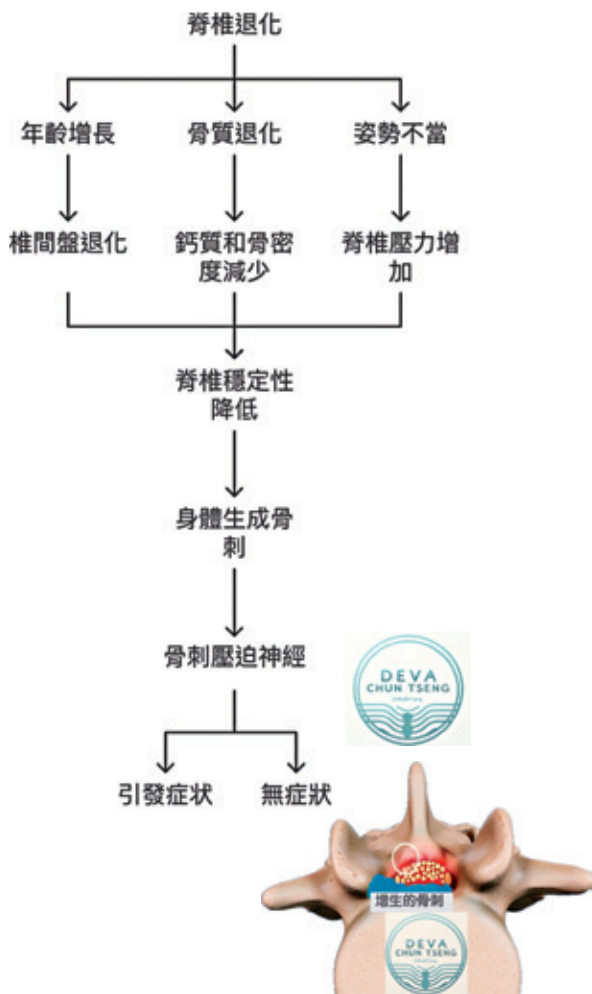 脊椎退化
年齡增長
骨質退化
姿勢不當
椎間盤退化
鈣質和骨密
度減少
脊椎壓力增
加
脊椎穩定性
降低
身體生成骨
刺
骨刺壓迫神經
引發症状
無症狀
DEVA
CHUN TSENG
增生的骨刺
DEVA
CHUN TSENG